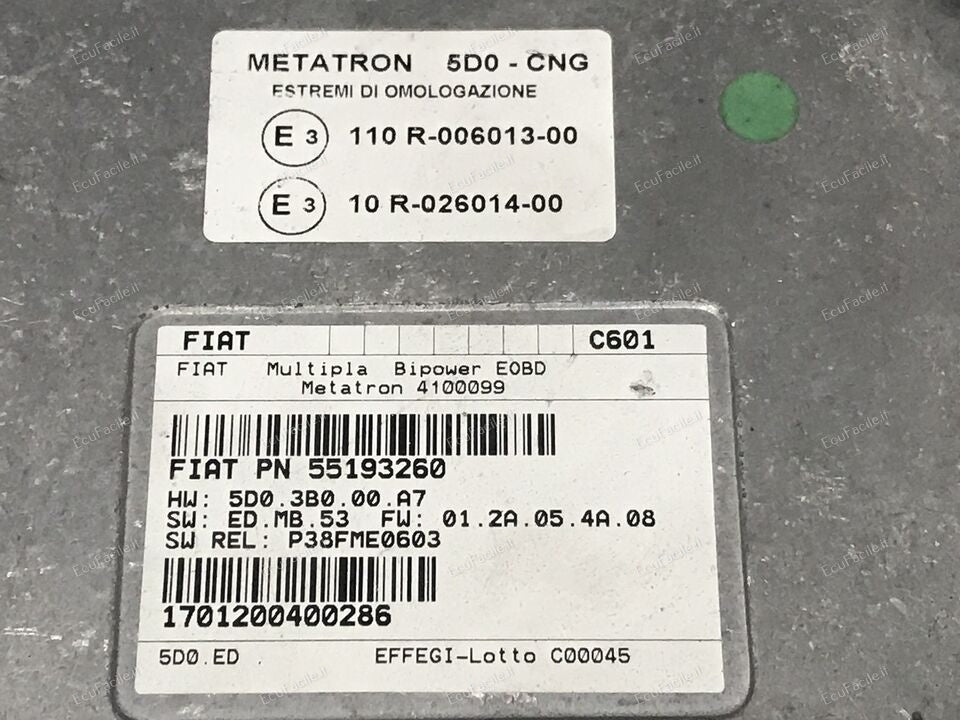 METATRON 5D0 - CNG
ESTREMI DI OMOLOGAZIONE
E 3 110 R-006013-00
E 3 10 R-026014-00
FIAT C601
FIAT Multipla Bipower EOBD
Metatron 4100099
FIAT PN 55193260
HW: 5D0.3B0.00.A7
SW: ED.MB.53 FW: 01.2A.05.4A.08
SW REL: P38FME0603
1701200400286
5D0.ED EFFEGI-Lotto C00045
EcuFacile.it